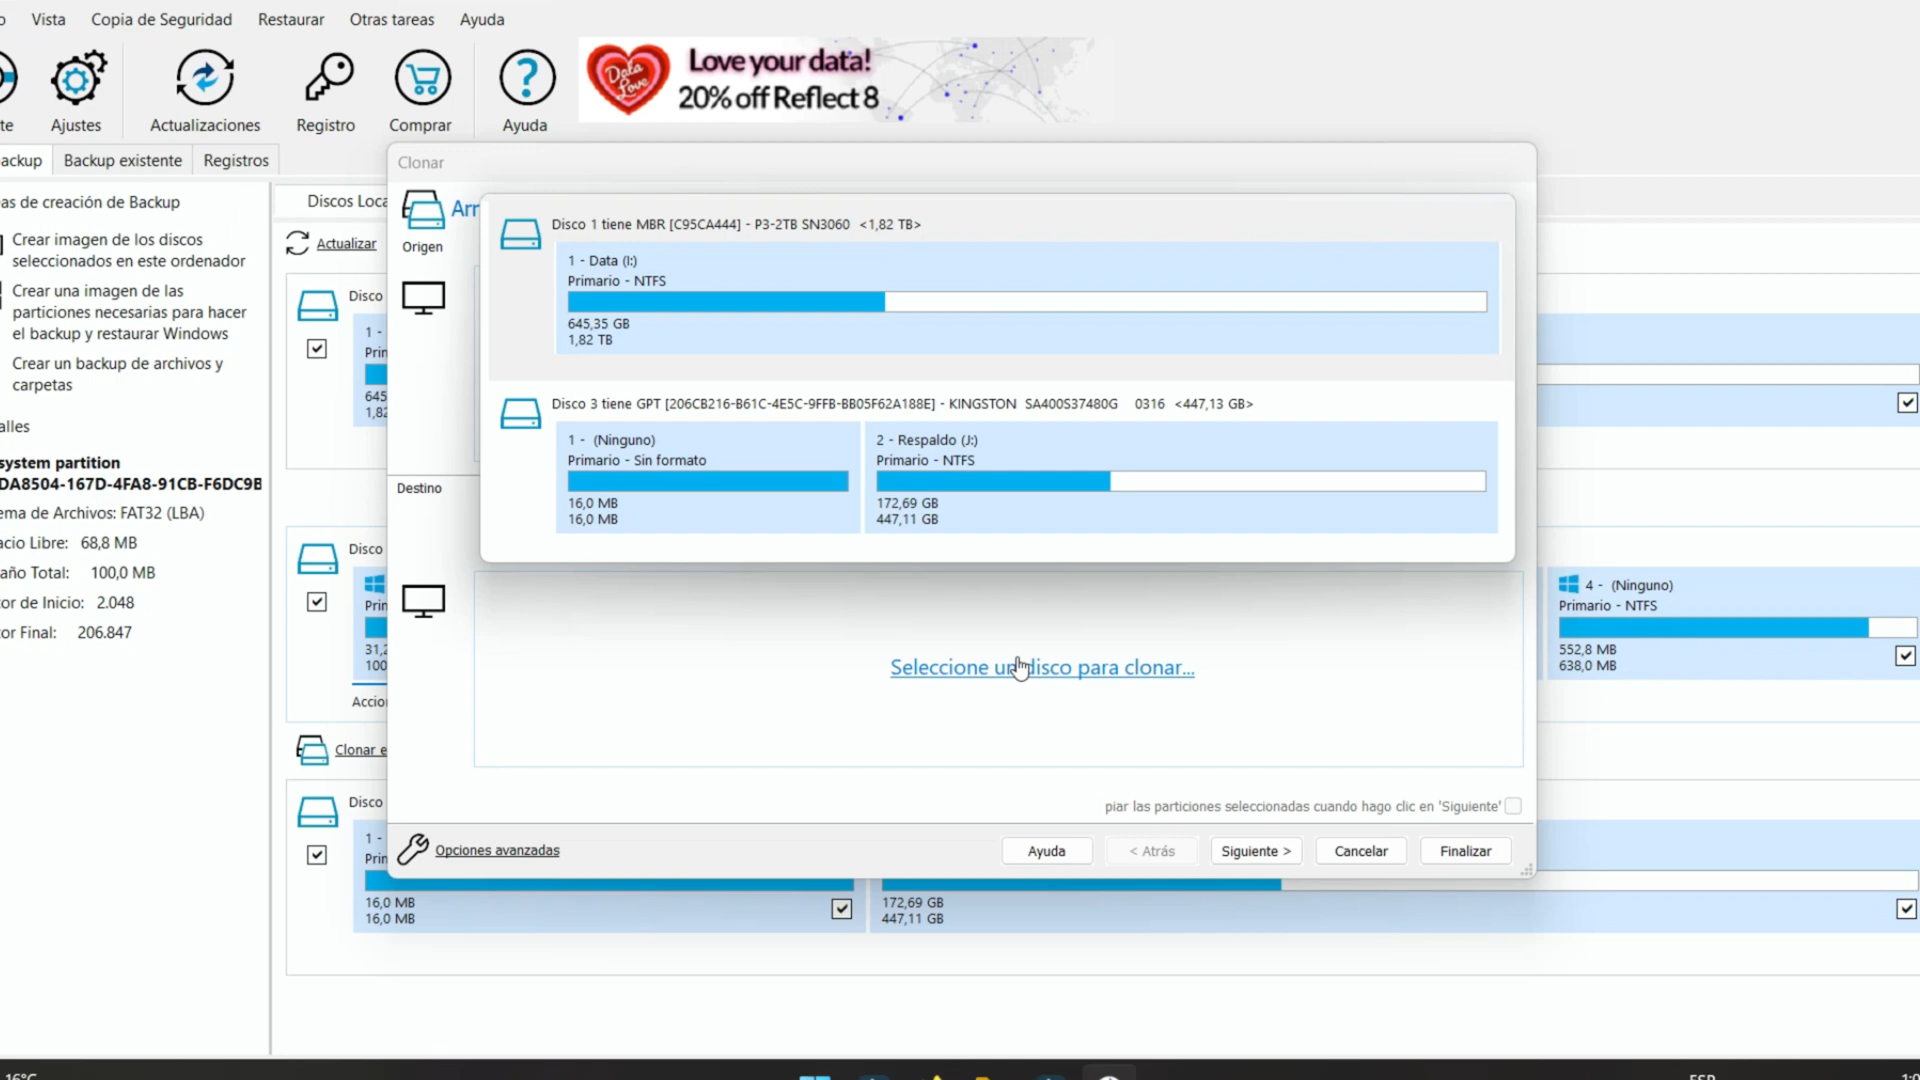 o Vista Copia de Seguridad Restaurar Otras tareas Ayuda
te Ajustes Actualizaciones Registro Comprar Ayuda
Data Love
Love your data!
20% off Reflect 8
ackup Backup existente Registros
as de creación de Backup
Crear imagen de los discos
seleccionados en este ordenador
Crear una imagen de las
particiones necesarias para hacer
el backup y restaurar Windows
Crear un backup de archivos y
carpetas
alles
system partition
DA8504-167D-4FA8-91CB-F6DC9B
ema de Archivos: FAT32 (LBA)
acio Libre: 68,8 MB
año Total: 100,0 MB
or de Inicio: 2.048
or Final: 206.847
Discos Loca
Actualizar
Disco
1 -
Prin
645
1,82
Disco
Prin
31,2
100
Accio
Clonar e
Disco
1 -
Prin
16,0 MB
16,0 MB
172,69 GB
447,11 GB
4 - (Ninguno)
Primario - NTFS
552,8 MB
638,0 MB
Clonar
Arr
Origen
Disco 1 tiene MBR [C95CA444] - P3-2TB SN3060 <1,82 TB>
1 - Data (I:)
Primario - NTFS
645,35 GB
1,82 TB
Disco 3 tiene GPT [206CB216-B61C-4E5C-9FFB-BB05F62A188E] - KINGSTON SA400S37480G 0316 <447,13 GB>
1 - (Ninguno)
Primario - Sin formato
16,0 MB
16,0 MB
2 - Respaldo (J:)
Primario - NTFS
172,69 GB
447,11 GB
Destino
Seleccione un disco para clonar...
piar las particiones seleccionadas cuando hago clic en 'Siguiente'
Opciones avanzadas
Ayuda < Atrás Siguiente > Cancelar Finalizar
16°C
ESP